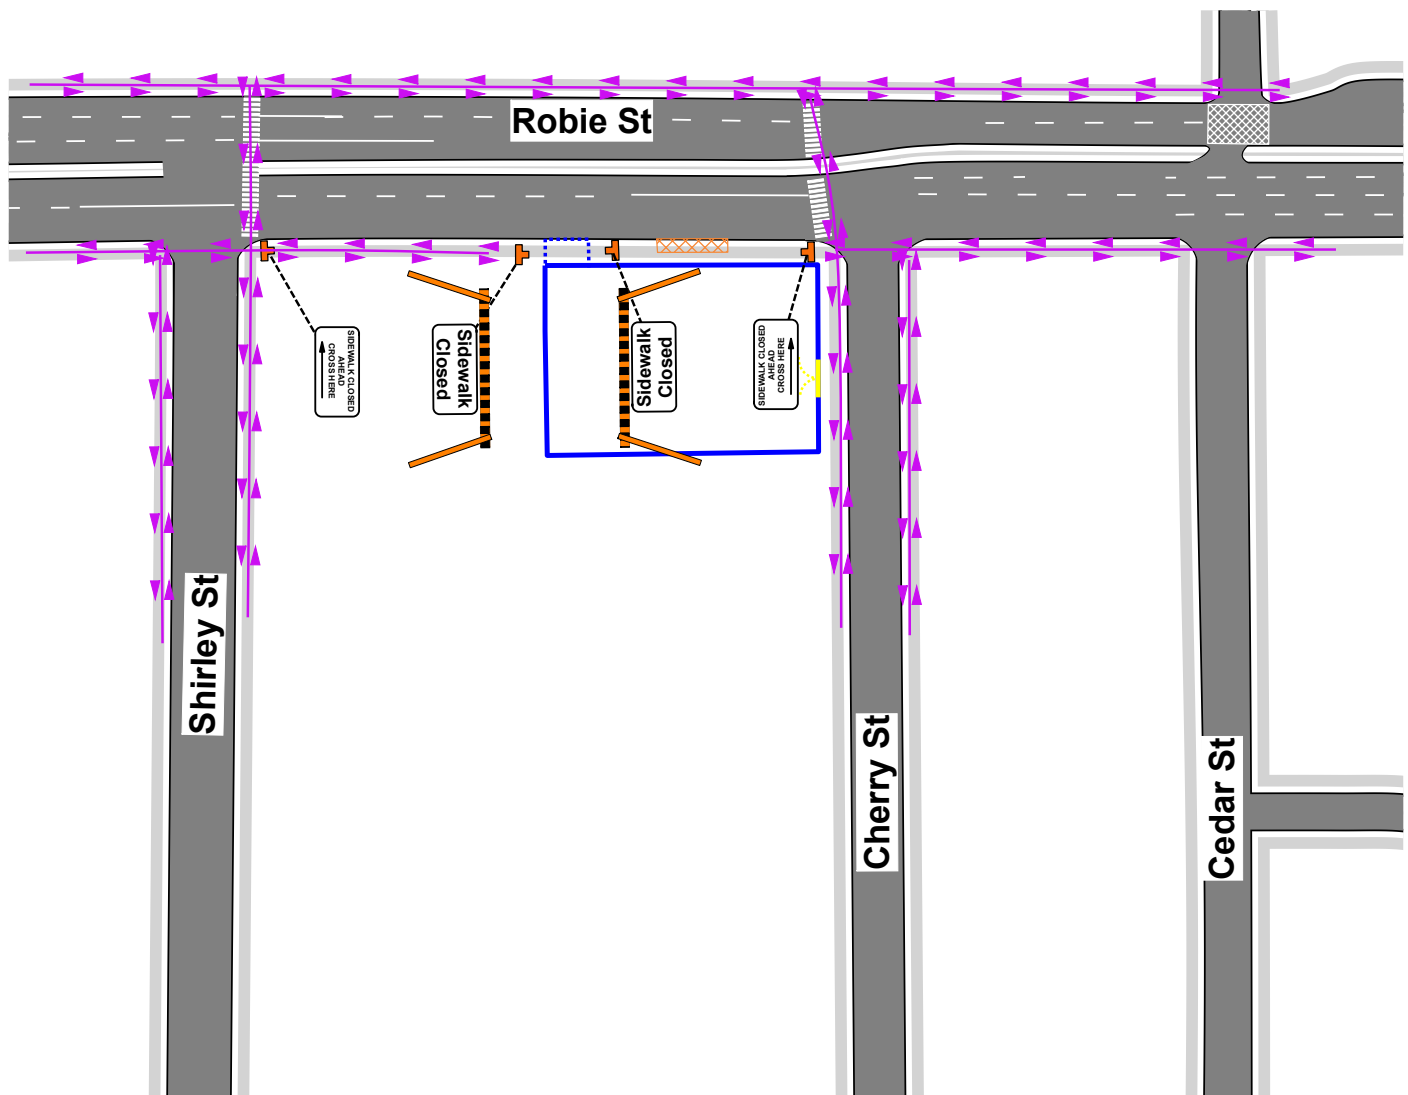 Robie St
SIDEWALK CLOSED
AHEAD
CROSS HERE
Sidewalk
Closed
Sidewalk
Closed
SIDEWALK CLOSED
AHEAD
CROSS HERE
Shirley St
Cherry St
Cedar St